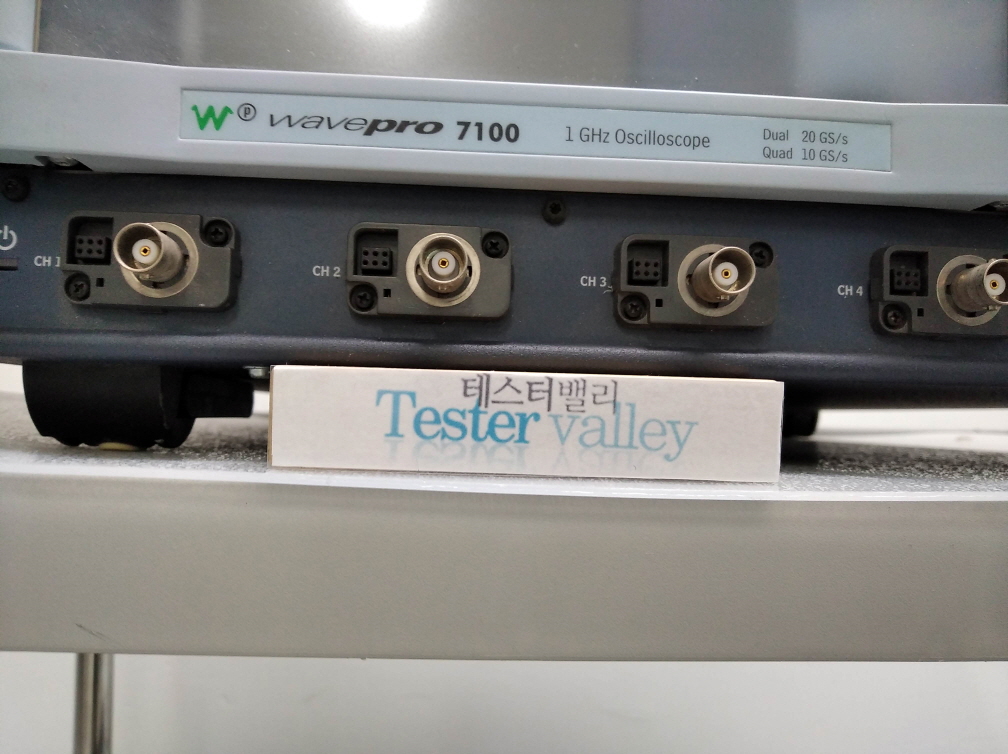 W ⓟ wavepro 7100 1 GHz Oscilloscope Dual 20 GS/s
Quad 10 GS/s
CH 1 CH 2 CH 3 CH 4
테스터밸리
Tester valley